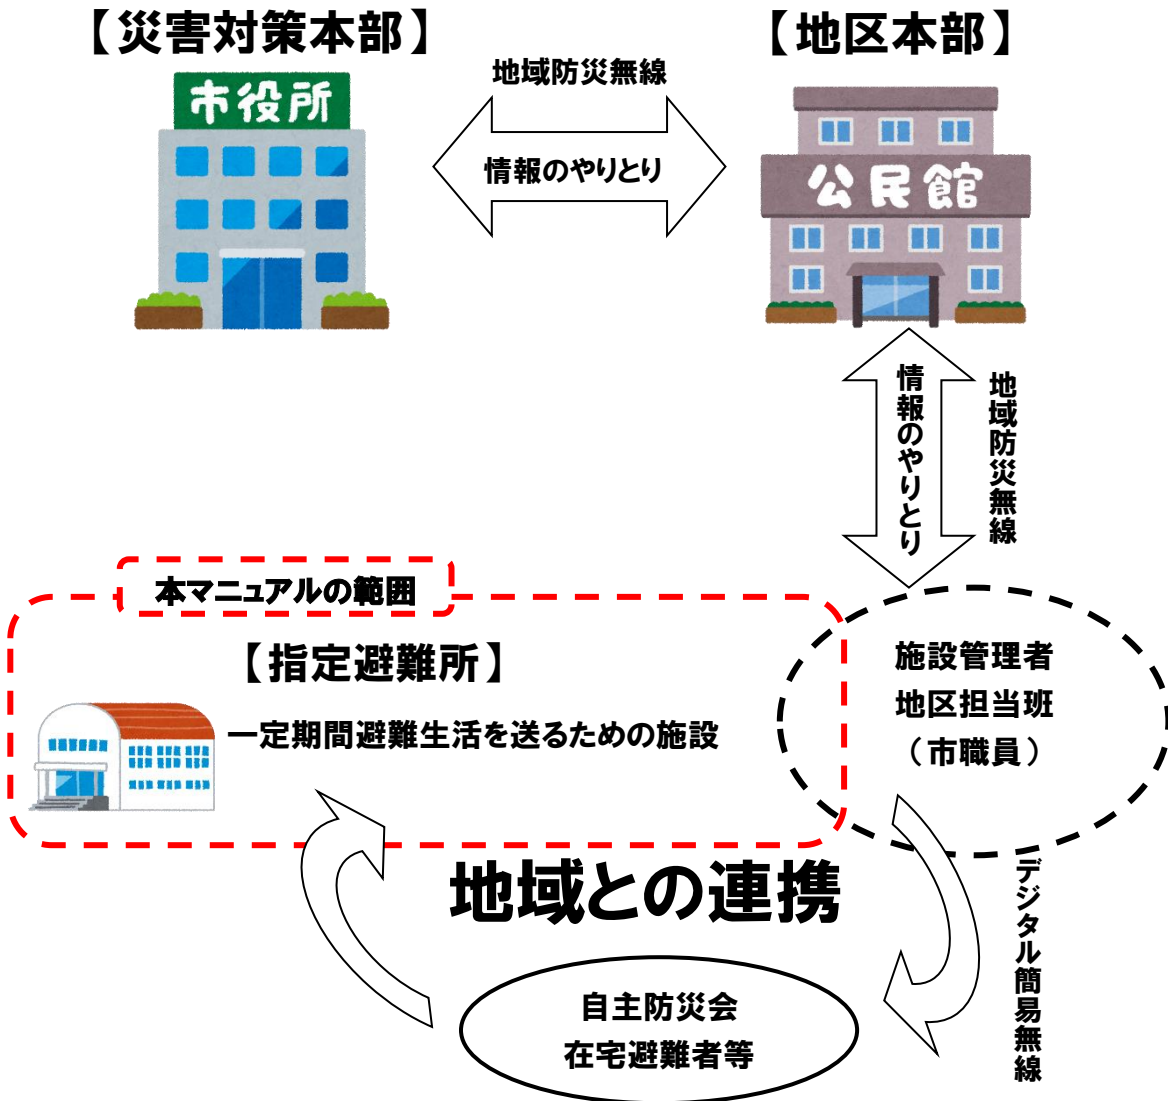 【災害対策本部】
【地区本部】
市役所
地域防災無線
情報のやりとり
公民館
情報のやりとり
地域防災無線
本マニュアルの範囲
【指定避難所】
一定期間避難生活を送るための施設
施設管理者
地区担当班
（市職員）
地域との連携
デジタル簡易無線
自主防災会
在宅避難者等